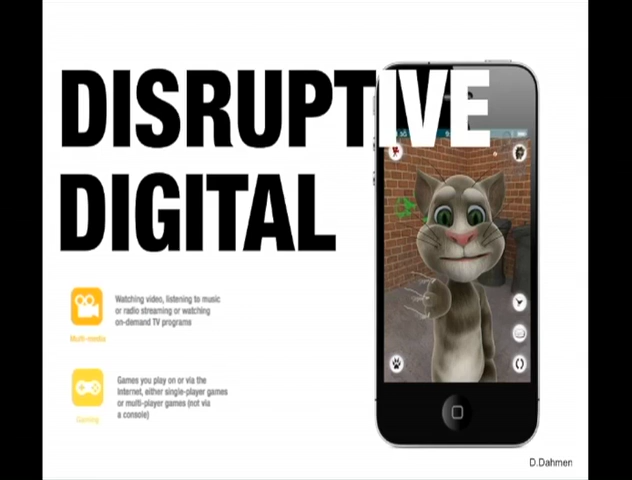 DISRUPTIVE
DIGITAL
Watching video, listening to music
or radio streaming or watching
on-demand TV programs
Multi-media
Games you play on or via the
Internet, either single-player games
or multi-player games (not via
a console)
Gaming
D.Dahmen